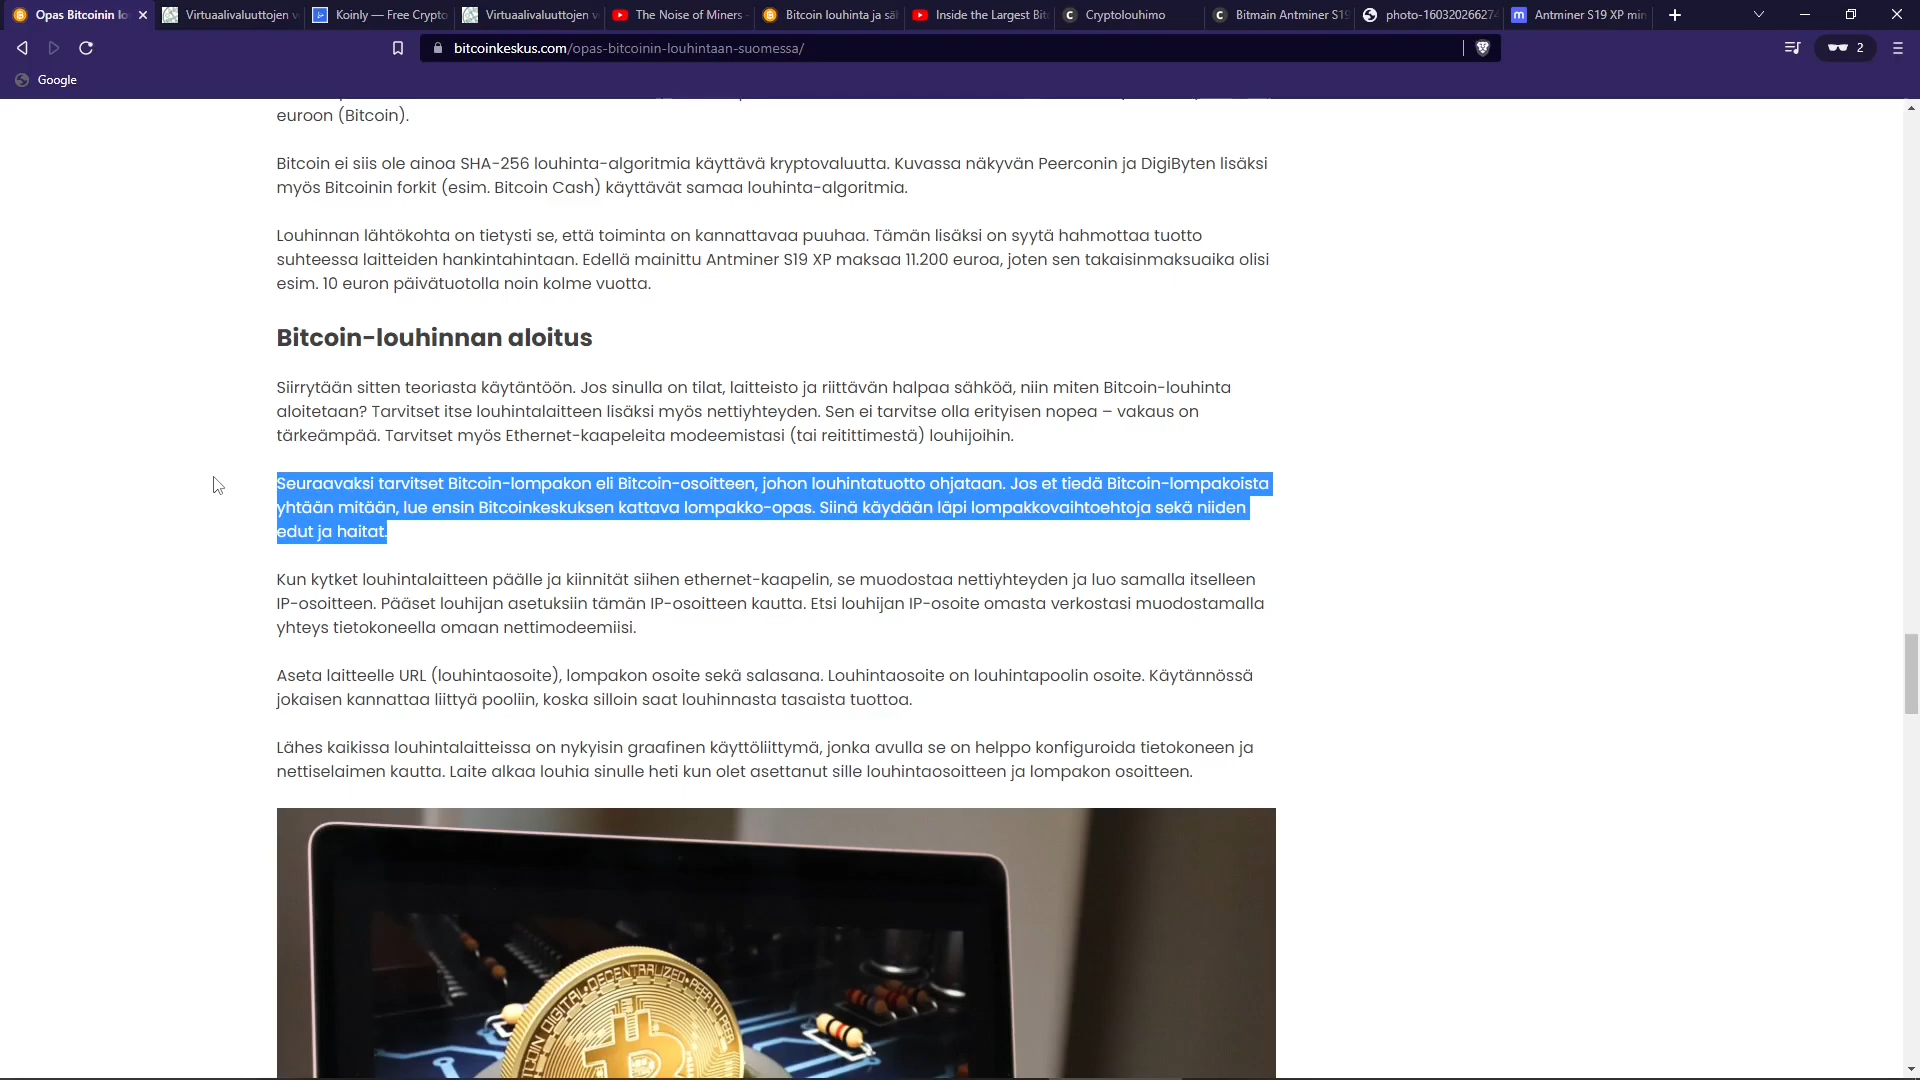 Opas Bitcoinin lo
Virtuaalivaluuttojen v
Koinly — Free Crypto
Virtuaalivaluuttojen v
The Noise of Miners -
Bitcoin louhinta ja säh
Inside the Largest Bitc
Cryptolouhimo
Bitmain Antminer S19
photo-160320266274
Antminer S19 XP min
bitcoinkeskus.com/opas-bitcoinin-louhintaan-suomessa/
2
Google
euroon (Bitcoin).
Bitcoin ei siis ole ainoa SHA-256 louhinta-algoritmia käyttävä kryptovaluutta. Kuvassa näkyvän Peerconin ja DigiByten lisäksi
myös Bitcoinin forkit (esim. Bitcoin Cash) käyttävät samaa louhinta-algoritmia.
Louhinnan lähtökohta on tietysti se, että toiminta on kannattavaa puuhaa. Tämän lisäksi on syytä hahmottaa tuotto
suhteessa laitteiden hankintahintaan. Edellä mainittu Antminer S19 XP maksaa 11.200 euroa, joten sen takaisinmaksuaika olisi
esim. 10 euron päivätuotolla noin kolme vuotta.
Bitcoin-louhinnan aloitus
Siirrytään sitten teoriasta käytäntöön. Jos sinulla on tilat, laitteisto ja riittävän halpaa sähköä, niin miten Bitcoin-louhinta
aloitetaan? Tarvitset itse louhintalaitteen lisäksi myös nettiyhteyden. Sen ei tarvitse olla erityisen nopea – vakaus on
tärkeämpää. Tarvitset myös Ethernet-kaapeleita modeemistasi (tai reitittimestä) louhijoihin.
Seuraavaksi tarvitset Bitcoin-lompakon eli Bitcoin-osoitteen, johon louhintatuotto ohjataan. Jos et tiedä Bitcoin-lompakoista
yhtään mitään, lue ensin Bitcoinkeskuksen kattava lompakko-opas. Siinä käydään läpi lompakkovaihtoehtoja sekä niiden
edut ja haitat.
Kun kytket louhintalaitteen päälle ja kiinnität siihen ethernet-kaapelin, se muodostaa nettiyhteyden ja luo samalla itselleen
IP-osoitteen. Pääset louhijan asetuksiin tämän IP-osoitteen kautta. Etsi louhijan IP-osoite omasta verkostasi muodostamalla
yhteys tietokoneella omaan nettimodeemiisi.
Aseta laitteelle URL (louhintaosoite), lompakon osoite sekä salasana. Louhintaosoite on louhintapoolin osoite. Käytännössä
jokaisen kannattaa liittyä pooliin, koska silloin saat louhinnasta tasaista tuottoa.
Lähes kaikissa louhintalaitteissa on nykyisin graafinen käyttöliittymä, jonka avulla se on helppo konfiguroida tietokoneen ja
nettiselaimen kautta. Laite alkaa louhia sinulle heti kun olet asettanut sille louhintaosoitteen ja lompakon osoitteen.
DIGITAL • DECENTRALIZED • PEER TO PEER